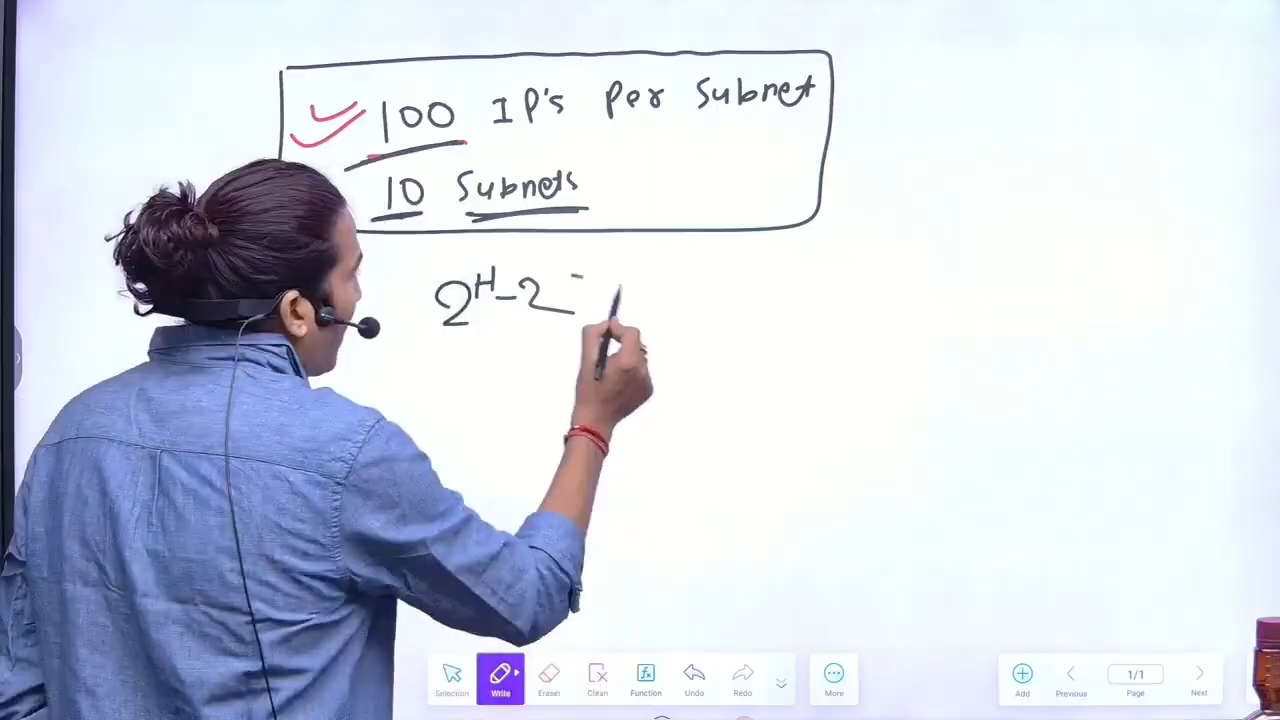 100 IP's Per Subnet
10 Subnets
2^H - 2 =
Selection Write Eraser Clean Function Undo Redo More Add Previous 1/1 Page Next